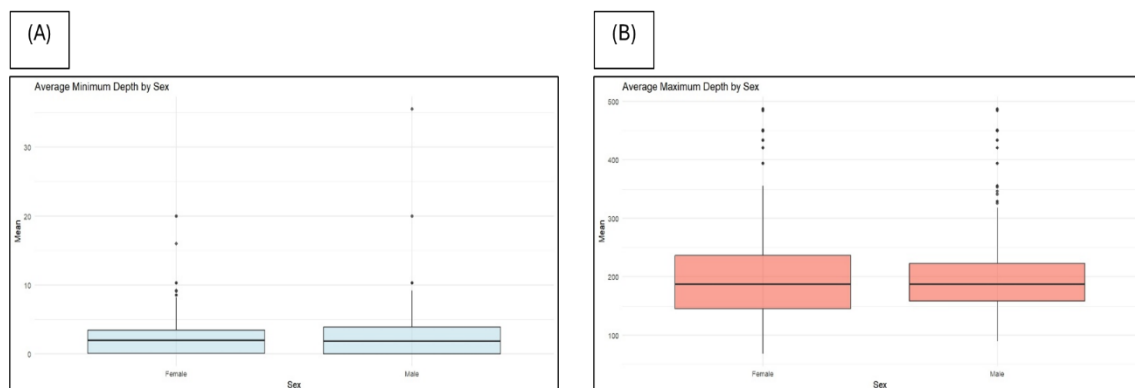 (A)
Average Minimum Depth by Sex
30
20
10
0
Mean
Female
Male
Sex
(B)
Average Maximum Depth by Sex
500
400
300
200
100
Mean
Female
Male
Sex